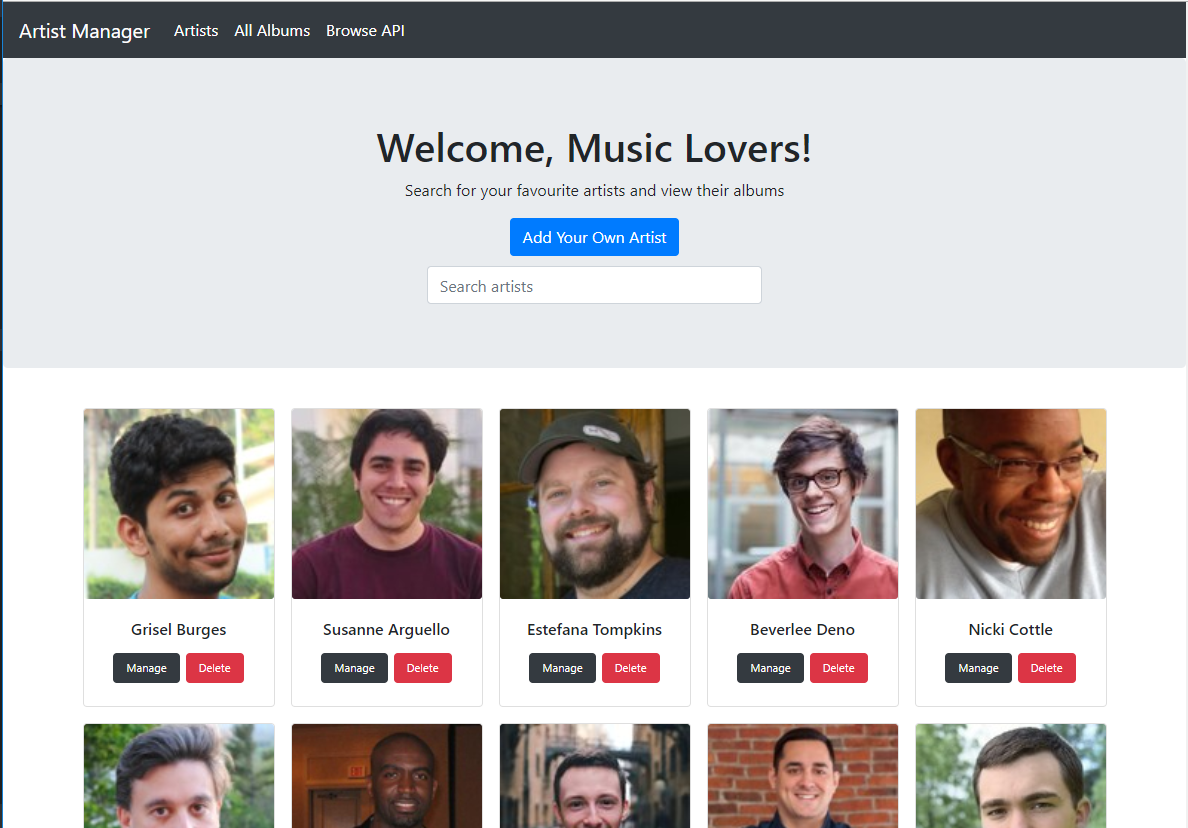 Artist Manager Artists All Albums Browse API
Welcome, Music Lovers!
Search for your favourite artists and view their albums
Add Your Own Artist
Search artists
Grisel Burges
Susanne Arguello
Estefana Tompkins
Beverlee Deno
Nicki Cottle
Manage Delete
Manage Delete
Manage Delete
Manage Delete
Manage Delete